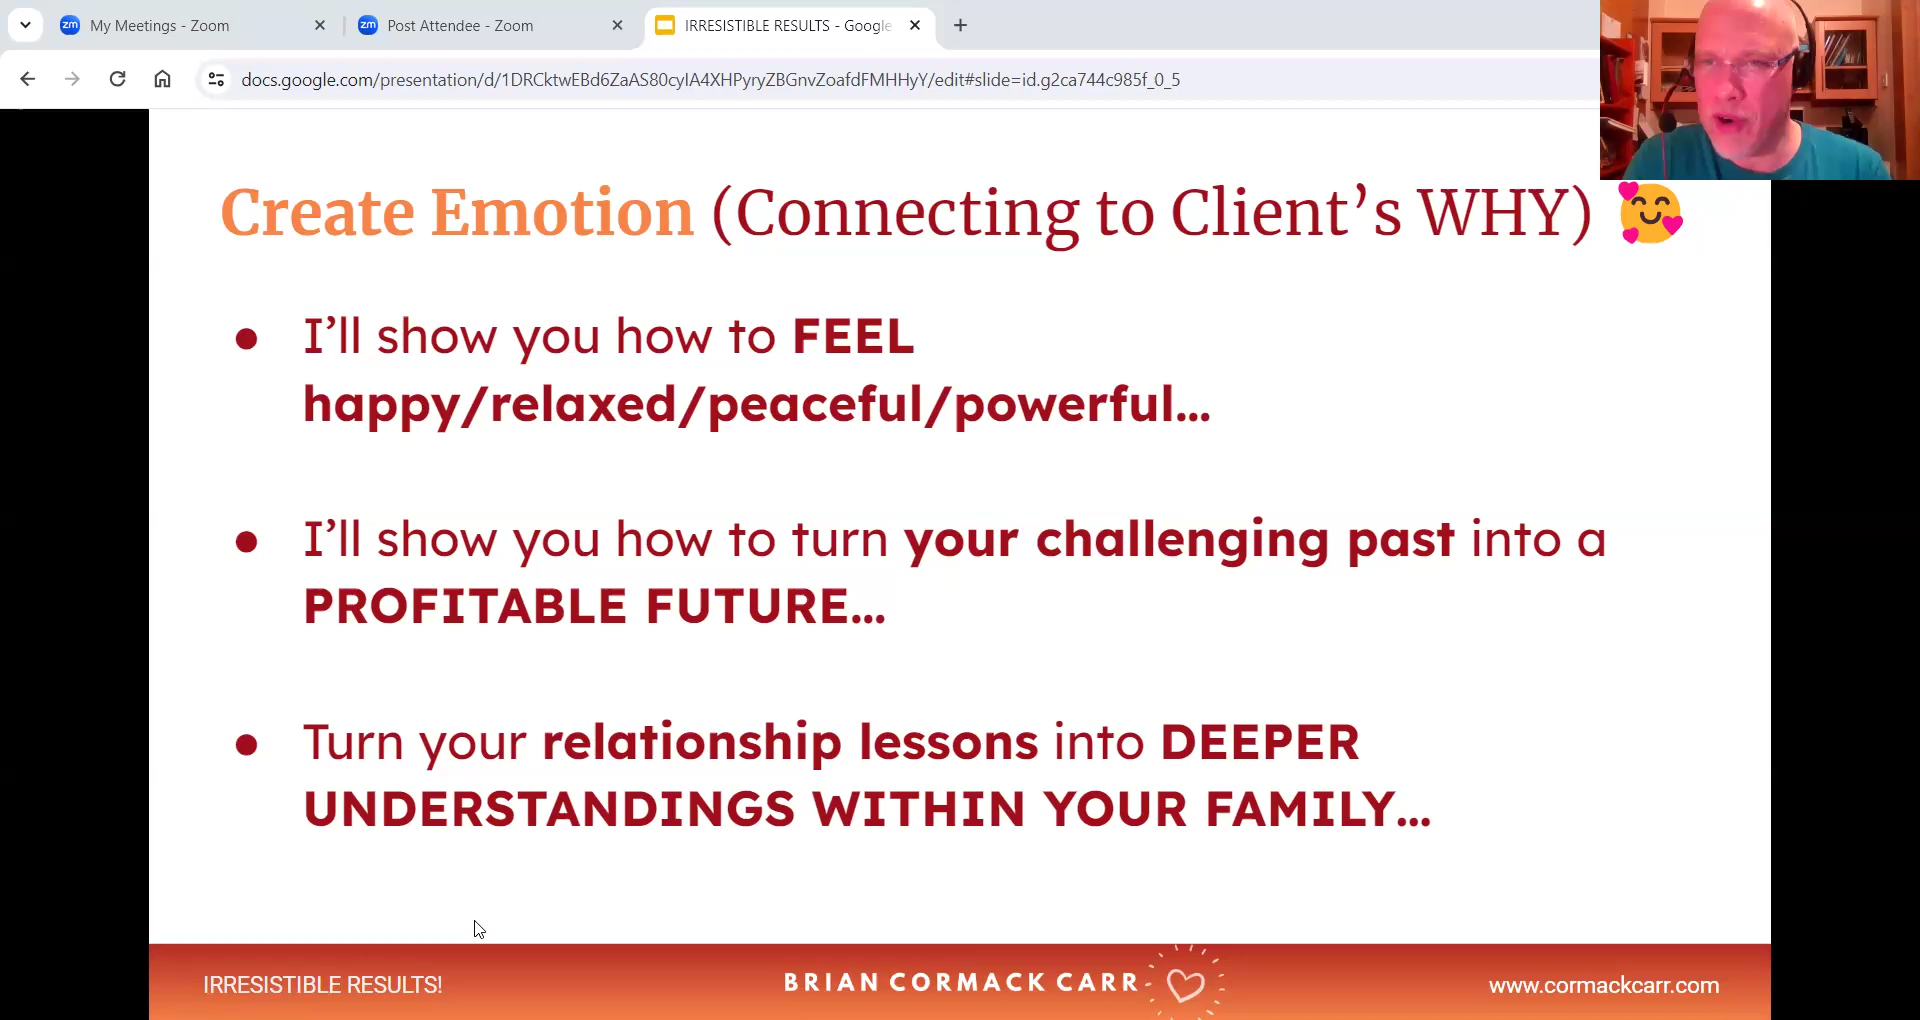 My Meetings - Zoom
Post Attendee - Zoom
IRRESISTIBLE RESULTS - Google
docs.google.com/presentation/d/1DRCktwEBd6ZaAS80cyIA4XHPyryZBGnvZoafdFMHHyY/edit#slide=id.g2ca744c985f_0_5
Create Emotion (Connecting to Client’s WHY)
● I’ll show you how to FEEL
happy/relaxed/peaceful/powerful...
● I’ll show you how to turn your challenging past into a
PROFITABLE FUTURE...
● Turn your relationship lessons into DEEPER
UNDERSTANDINGS WITHIN YOUR FAMILY...
IRRESISTIBLE RESULTS!
BRIAN CORMACK CARR
www.cormackcarr.com